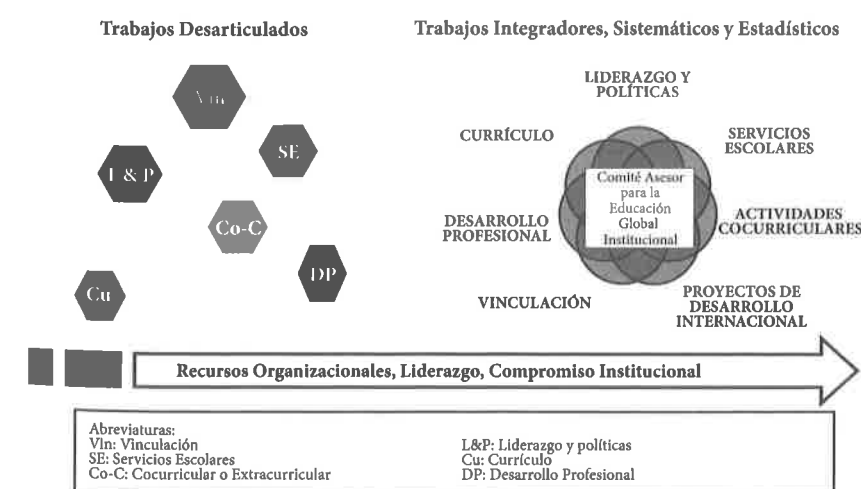 Trabajos Desarticulados
Vln
SE
L & P
Co-C
DP
Cu
Trabajos Integradores, Sistemáticos y Estadísticos
LIDERAZGO Y
POLÍTICAS
CURRÍCULO
SERVICIOS
ESCOLARES
Comité Asesor
para la
Educación
Global
Institucional
DESARROLLO
PROFESIONAL
ACTIVIDADES
COCURRICULARES
VINCULACIÓN
PROYECTOS DE
DESARROLLO
INTERNACIONAL
Recursos Organizacionales, Liderazgo, Compromiso Institucional
Abreviaturas:
Vln: Vinculación
SE: Servicios Escolares
Co-C: Cocurricular o Extracurricular
L&P: Liderazgo y políticas
Cu: Currículo
DP: Desarrollo Profesional